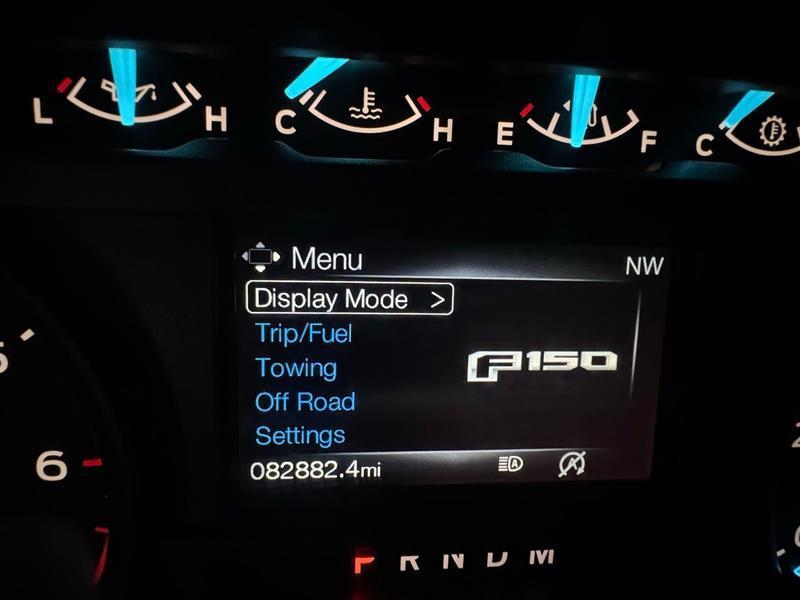 L H C H E F C
Menu NW
Display Mode >
Trip/Fuel
Towing
F150
Off Road
Settings
6
082882.4mi
A A
P R N D M